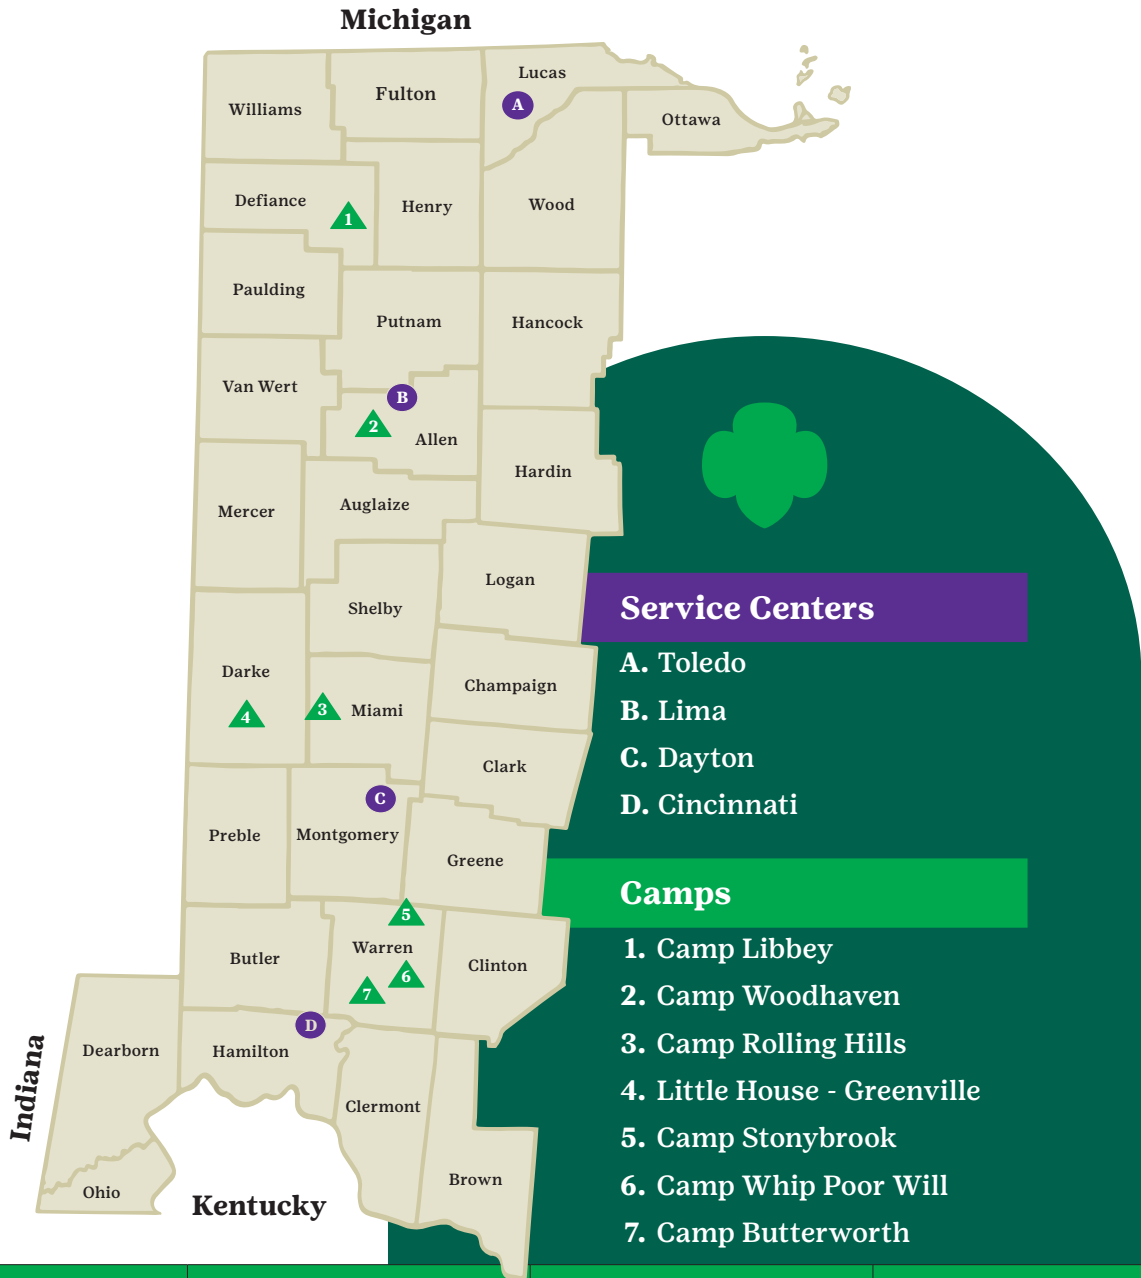 Michigan
Lucas
Williams
Fulton
A
Ottawa
Defiance
1
Henry
Wood
Paulding
Putnam
Hancock
Van Wert
B
2
Allen
Hardin
Mercer
Auglaize
Logan
Shelby
Darke
Champaign
4
3
Miami
Clark
C
Preble
Montgomery
Greene
5
Warren
Butler
Clinton
6
7
D
Dearborn
Hamilton
Indiana
Clermont
Brown
Ohio
Kentucky
Service Centers
A. Toledo
B. Lima
C. Dayton
D. Cincinnati
Camps
1. Camp Libbey
2. Camp Woodhaven
3. Camp Rolling Hills
4. Little House - Greenville
5. Camp Stonybrook
6. Camp Whip Poor Will
7. Camp Butterworth